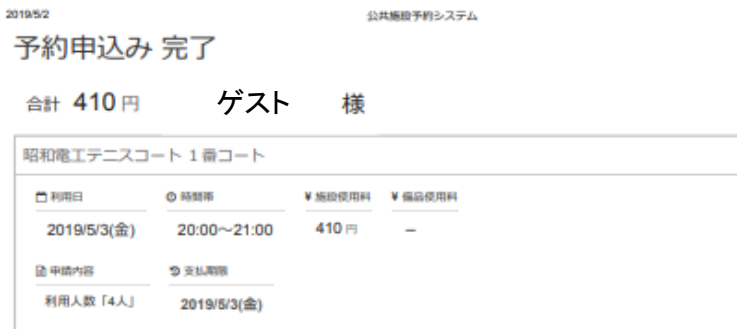 2019/5/2 公共施設予約システム
予約申込み 完了
合計 410 円 ゲスト 様
昭和電工テニスコート 1 番コート
利用日 時間帯 ¥ 施設使用料 ¥ 備品使用料
2019/5/3(金) 20:00～21:00 410 円 –
申請内容 支払期限
利用人数「4人」 2019/5/3(金)